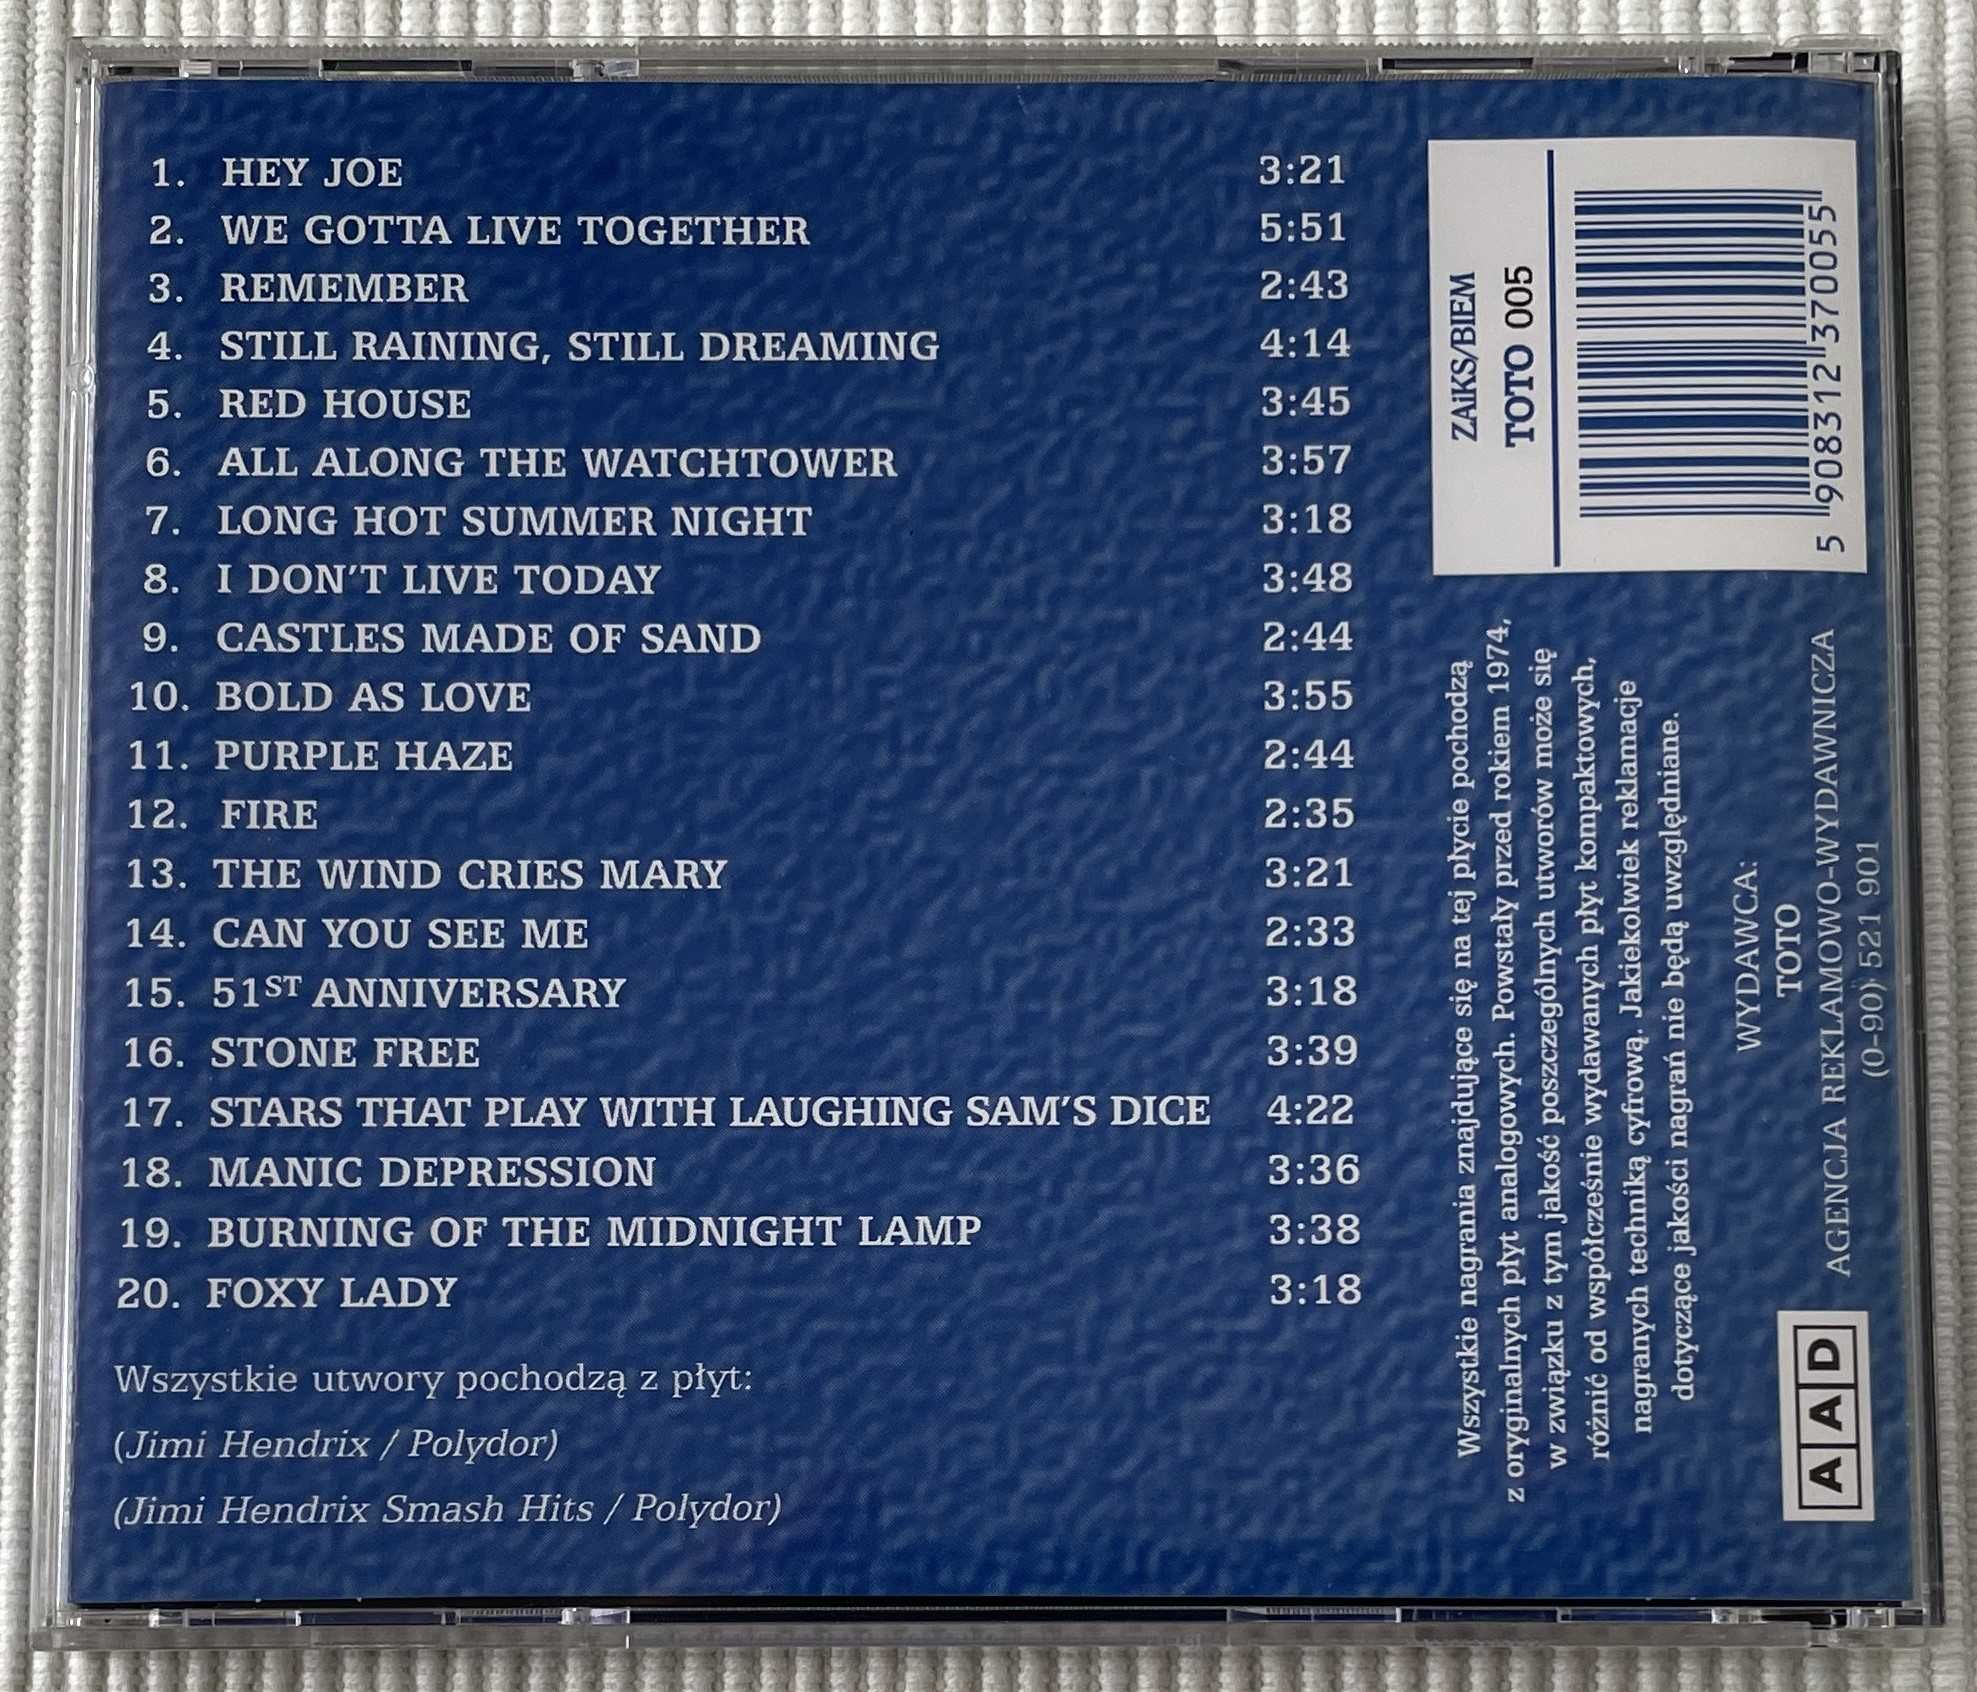 1. HEY JOE 3:21
2. WE GOTTA LIVE TOGETHER 5:51
3. REMEMBER 2:43
4. STILL RAINING, STILL DREAMING 4:14
5. RED HOUSE 3:45
6. ALL ALONG THE WATCHTOWER 3:57
7. LONG HOT SUMMER NIGHT 3:18
8. I DON'T LIVE TODAY 3:48
9. CASTLES MADE OF SAND 2:44
10. BOLD AS LOVE 3:55
11. PURPLE HAZE 2:44
12. FIRE 2:35
13. THE WIND CRIES MARY 3:21
14. CAN YOU SEE ME 2:33
15. 51ST ANNIVERSARY 3:18
16. STONE FREE 3:39
17. STARS THAT PLAY WITH LAUGHING SAM'S DICE 4:22
18. MANIC DEPRESSION 3:36
19. BURNING OF THE MIDNIGHT LAMP 3:38
20. FOXY LADY 3:18
Wszystkie utwory pochodzą z płyt:
(Jimi Hendrix / Polydor)
(Jimi Hendrix Smash Hits / Polydor)
ZAiKS/BIEM
TOTO 005
5 908312 370055
Wszystkie nagrania znajdujące się na tej płycie pochodzą
z oryginalnych płyt analogowych. Powstały przed rokiem 1974,
w związku z tym jakość poszczególnych utworów może się
różnić od współcześnie wydawanych płyt kompaktowych,
nagranych techniką cyfrową. Jakiekolwiek reklamacje
dotyczące jakości nagrań nie będą uwzględniane.
WYDAWCA:
TOTO
AGENCJA REKLAMOWO-WYDAWNICZA
(0-90) 521 901
AAD